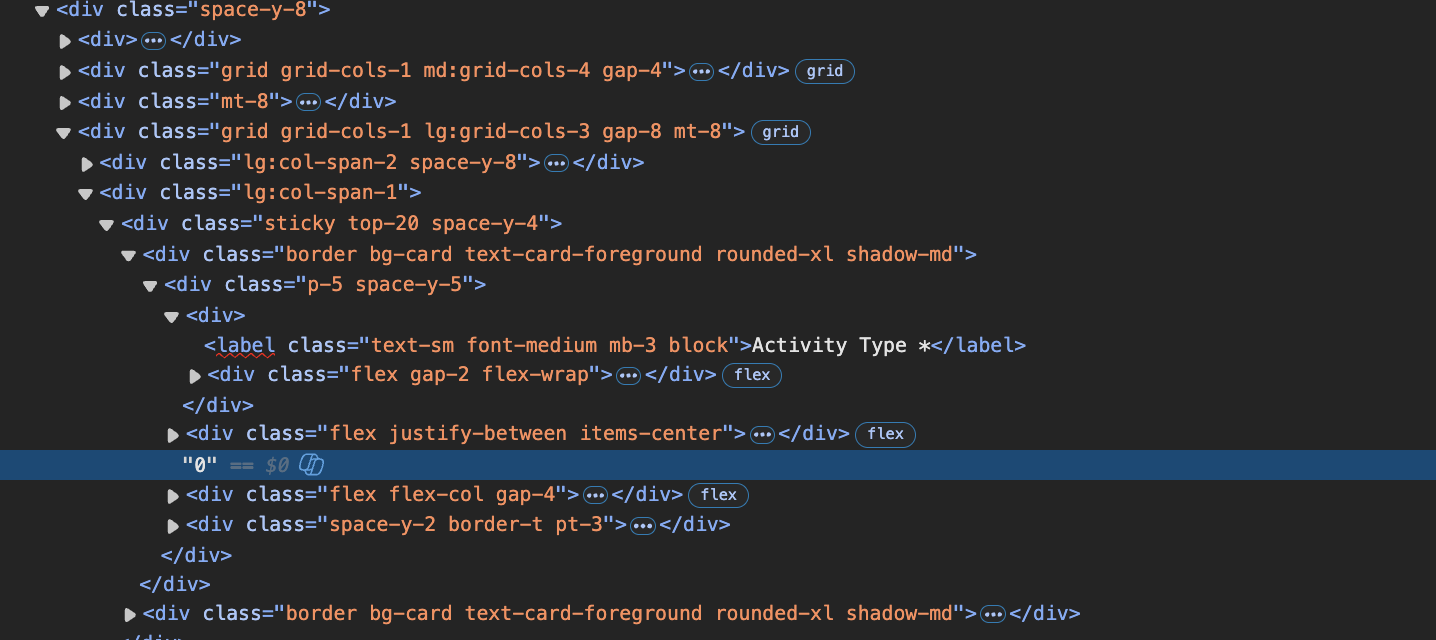 <div class="space-y-8">
<div>•••</div>
<div class="grid grid-cols-1 md:grid-cols-4 gap-4">•••</div> grid
<div class="mt-8">•••</div>
<div class="grid grid-cols-1 lg:grid-cols-3 gap-8 mt-8"> grid
<div class="lg:col-span-2 space-y-8">•••</div>
<div class="lg:col-span-1">
<div class="sticky top-20 space-y-4">
<div class="border bg-card text-card-foreground rounded-xl shadow-md">
<div class="p-5 space-y-5">
<div>
<label class="text-sm font-medium mb-3 block">Activity Type *</label>
<div class="flex gap-2 flex-wrap">•••</div> flex
</div>
<div class="flex justify-between items-center">•••</div> flex
"0" == $0
<div class="flex flex-col gap-4">•••</div> flex
<div class="space-y-2 border-t pt-3">•••</div>
</div>
</div>
<div class="border bg-card text-card-foreground rounded-xl shadow-md">•••</div>